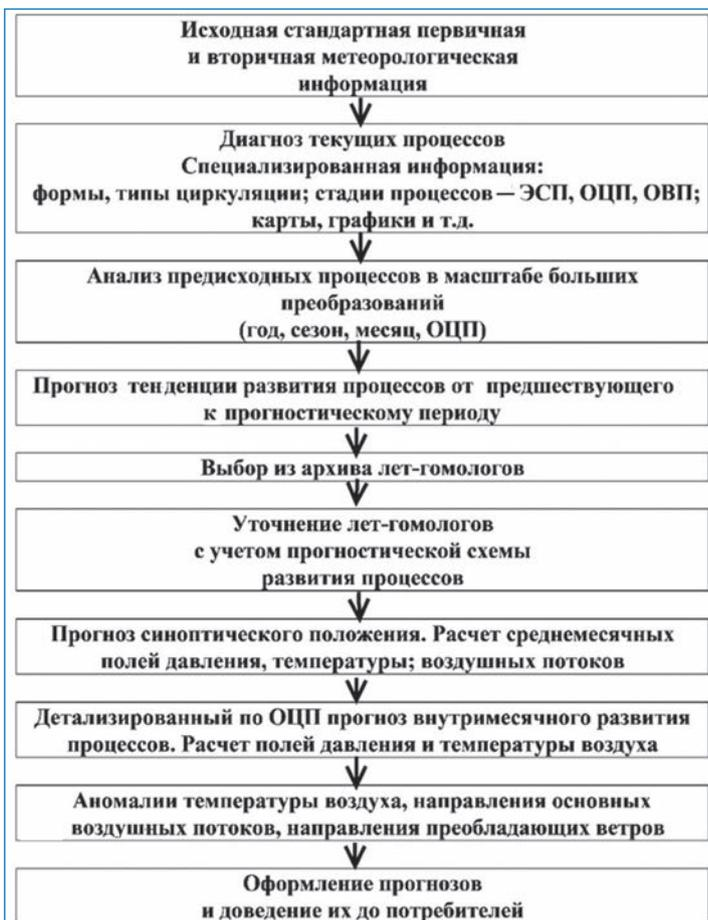 Исходная стандартная первичная
и вторичная метеорологическая
информация
Диагноз текущих процессов
Специализированная информация:
формы, типы циркуляции; стадии процессов — ЭСП, ОЦП, ОВП;
карты, графики и т.д.
Анализ предисходных процессов в масштабе больших
преобразований
(год, сезон, месяц, ОЦП)
Прогноз тенденции развития процессов от предшествующего
к прогностическому периоду
Выбор из архива лет-гомологов
Уточнение лет-гомологов
с учетом прогностической схемы
развития процессов
Прогноз синоптического положения. Расчет среднемесячных
полей давления, температуры; воздушных потоков
Детализированный по ОЦП прогноз внутримесячного развития
процессов. Расчет полей давления и температуры воздуха
Аномалии температуры воздуха, направления основных
воздушных потоков, направления преобладающих ветров
Оформление прогнозов
и доведение их до потребителей